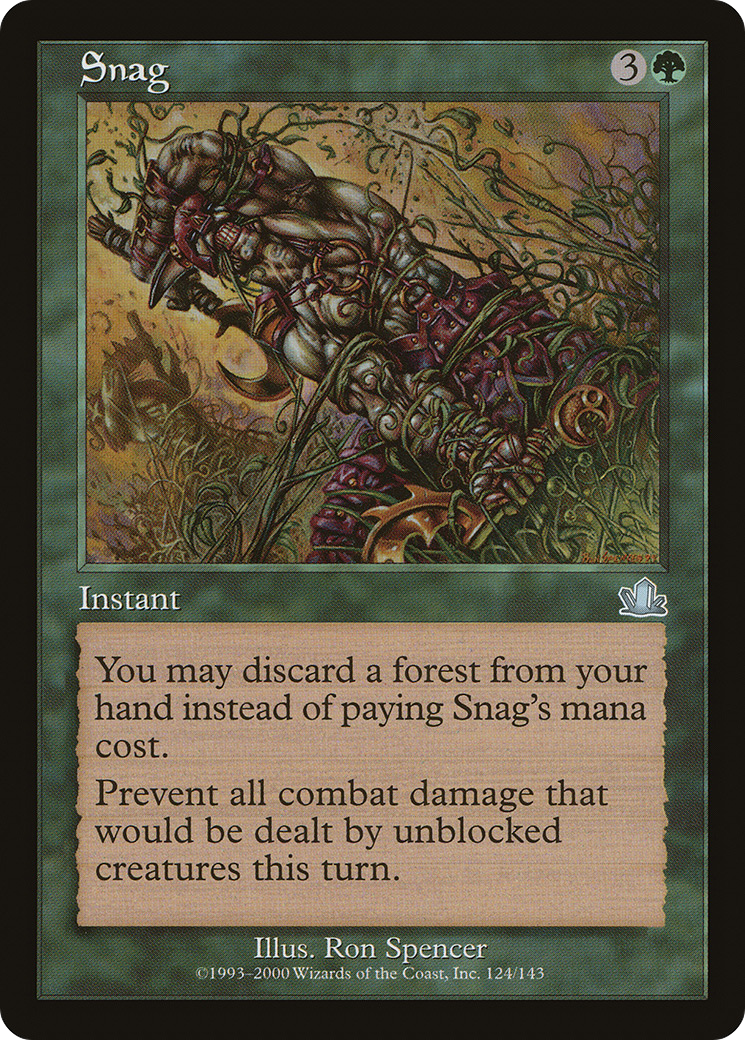 Snag
3
Instant
You may discard a forest from your
hand instead of paying Snag's mana
cost.
Prevent all combat damage that
would be dealt by unblocked
creatures this turn.
Illus. Ron Spencer
©1993–2000 Wizards of the Coast, Inc. 124/143